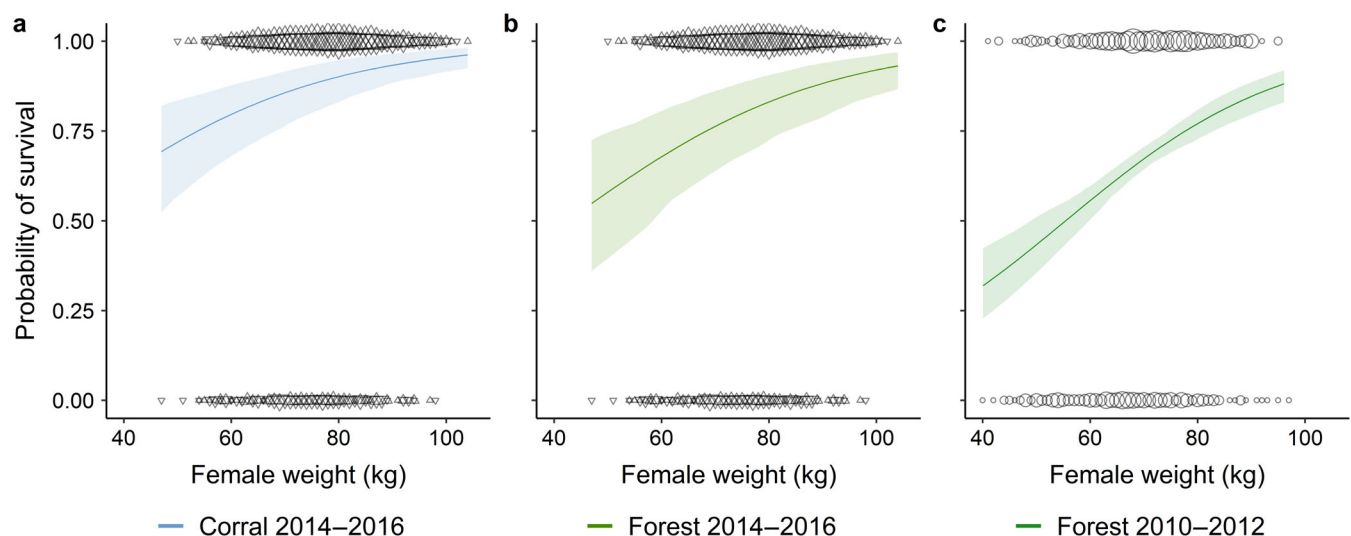 a
b
c
Probability of survival
1.00
0.75
0.50
0.25
0.00
40 60 80 100
40 60 80 100
40 60 80 100
Female weight (kg)
Female weight (kg)
Female weight (kg)
Corral 2014–2016
Forest 2014–2016
Forest 2010–2012